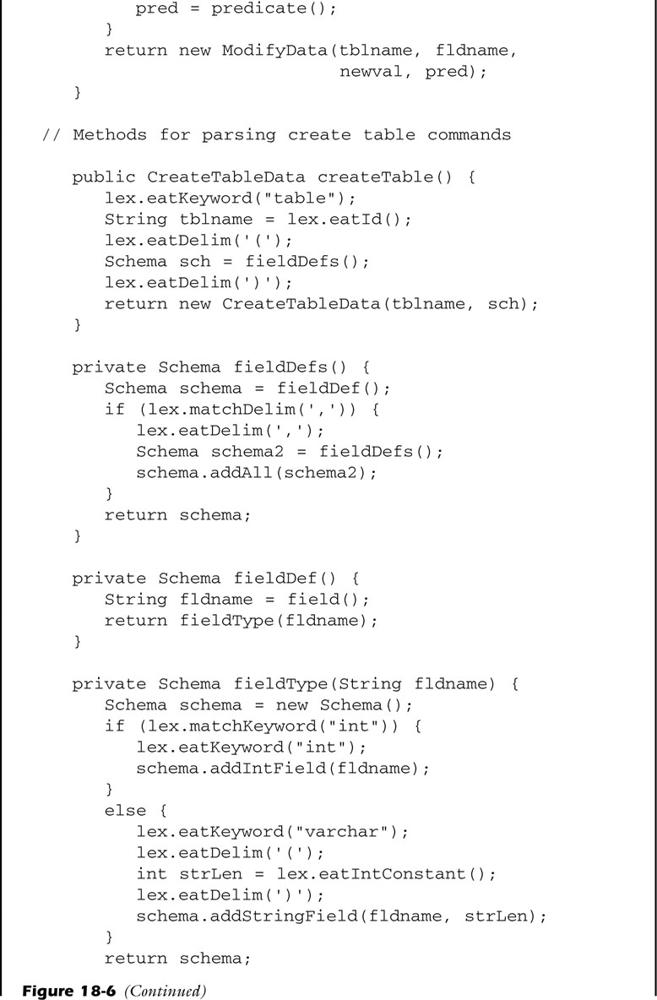 pred = predicate();
}
return new ModifyData(tblname, fldname,
newval, pred);
}
// Methods for parsing create table commands
public CreateTableData createTable() {
lex.eatKeyword("table");
String tblname = lex.eatId();
lex.eatDelim('(');
Schema sch = fieldDefs();
lex.eatDelim(')');
return new CreateTableData(tblname, sch);
}
private Schema fieldDefs() {
Schema schema = fieldDef();
if (lex.matchDelim(',')) {
lex.eatDelim(',');
Schema schema2 = fieldDefs();
schema.addAll(schema2);
}
return schema;
}
private Schema fieldDef() {
String fldname = field();
return fieldType(fldname);
}
private Schema fieldType(String fldname) {
Schema schema = new Schema();
if (lex.matchKeyword("int")) {
lex.eatKeyword("int");
schema.addIntField(fldname);
}
else {
lex.eatKeyword("varchar");
lex.eatDelim('(');
int strLen = lex.eatIntConstant();
lex.eatDelim(')');
schema.addStringField(fldname, strLen);
}
return schema;
Figure 18-6 (Continued)